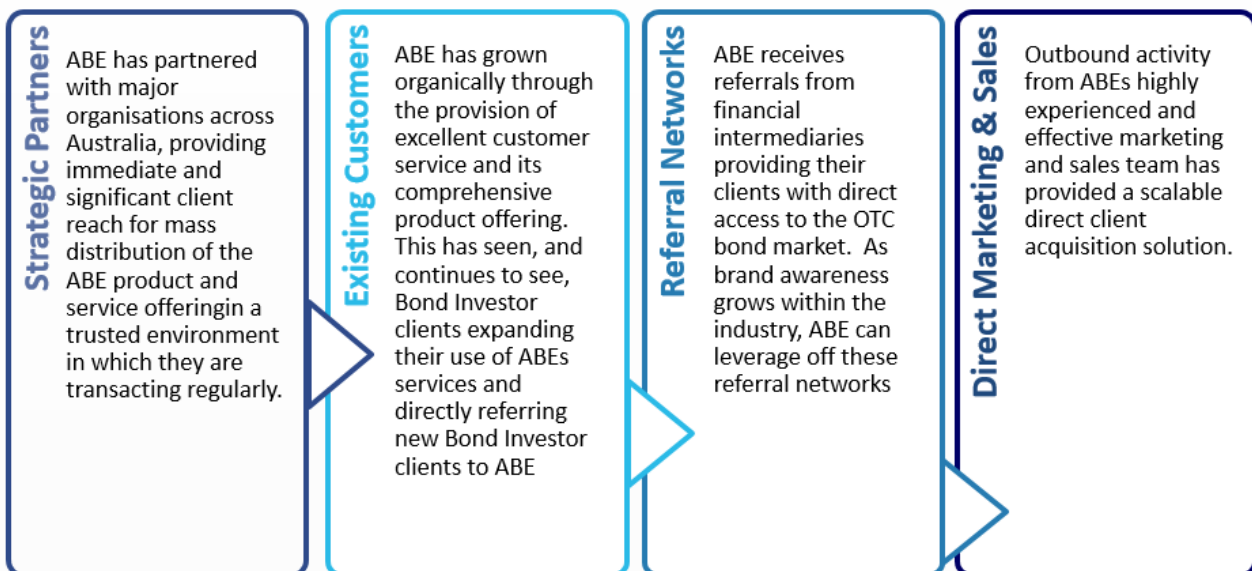 Strategic Partners
ABE has partnered
with major
organisations across
Australia, providing
immediate and
significant client
reach for mass
distribution of the
ABE product and
service offeringin a
trusted environment
in which they are
transacting regularly.
Existing Customers
ABE has grown
organically through
the provision of
excellent customer
service and its
comprehensive
product offering.
This has seen, and
continues to see,
Bond Investor
clients expanding
their use of ABEs
services and
directly referring
new Bond Investor
clients to ABE
Referral Networks
ABE receives
referrals from
financial
intermediaries
providing their
clients with direct
access to the OTC
bond market.  As
brand awareness
grows within the
industry, ABE can
leverage off these
referral networks
Direct Marketing & Sales
Outbound activity
from ABEs highly
experienced and
effective marketing
and sales team has
provided a scalable
direct client
acquisition solution.